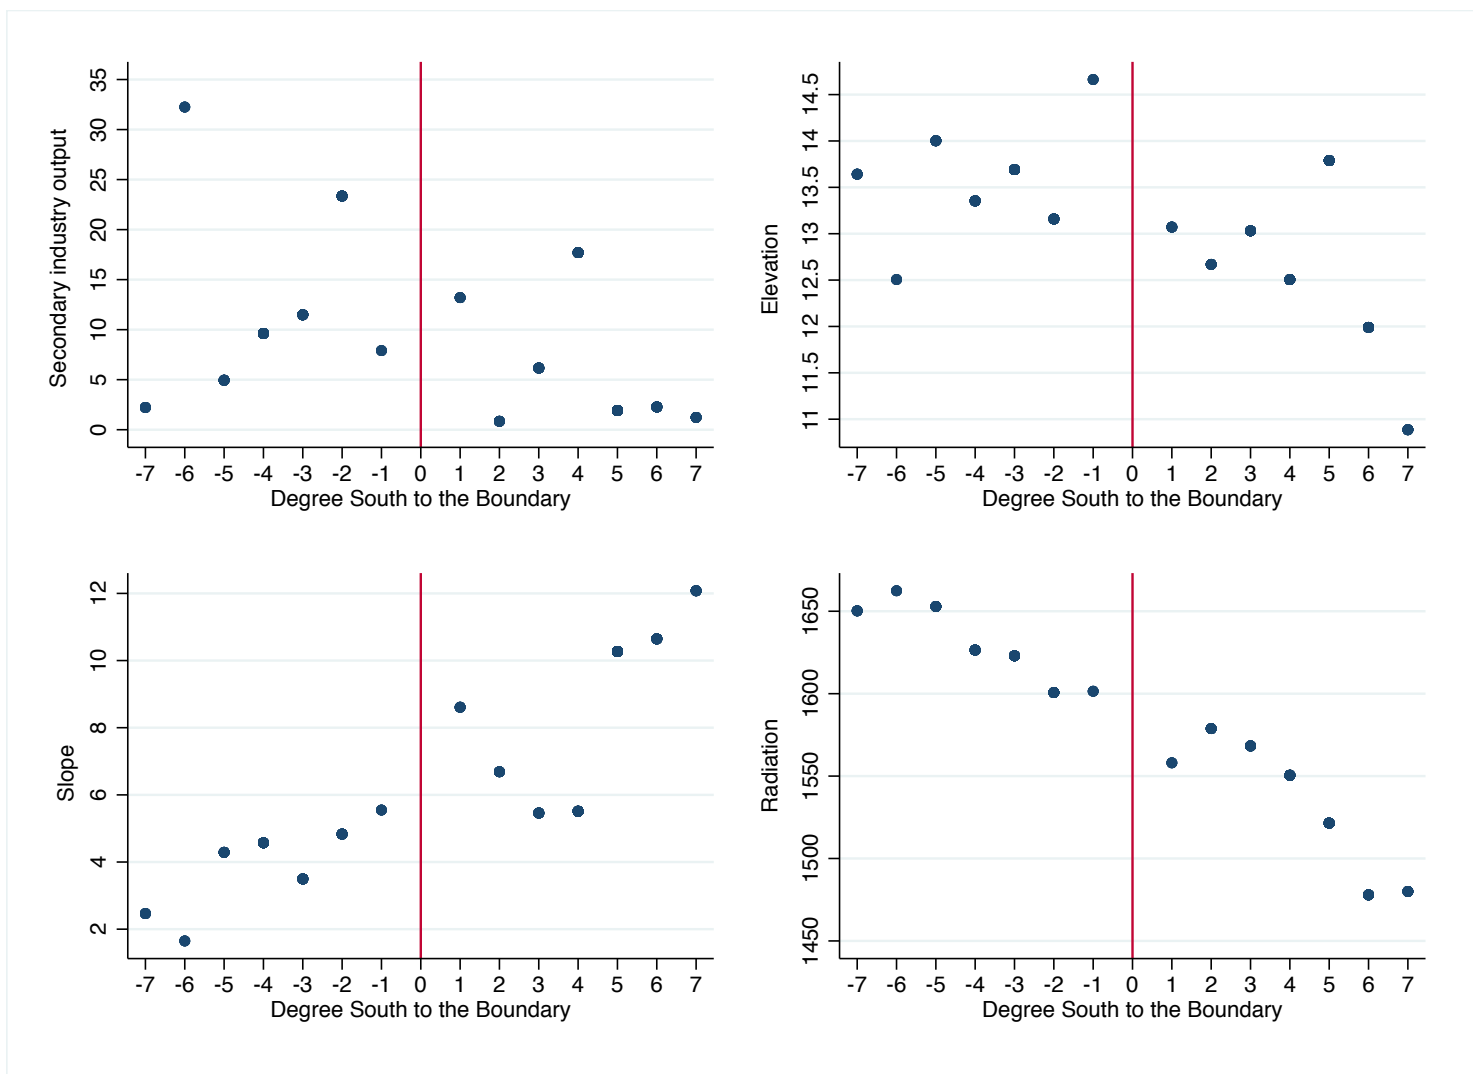 Secondary industry output
35
30
25
20
15
10
5
0
-7 -6 -5 -4 -3 -2 -1 0 1 2 3 4 5 6 7
Degree South to the Boundary
Elevation
14.5
14
13.5
13
12.5
12
11.5
11
-7 -6 -5 -4 -3 -2 -1 0 1 2 3 4 5 6 7
Degree South to the Boundary
Slope
12
10
8
6
4
2
-7 -6 -5 -4 -3 -2 -1 0 1 2 3 4 5 6 7
Degree South to the Boundary
Radiation
1650
1600
1550
1500
1450
-7 -6 -5 -4 -3 -2 -1 0 1 2 3 4 5 6 7
Degree South to the Boundary